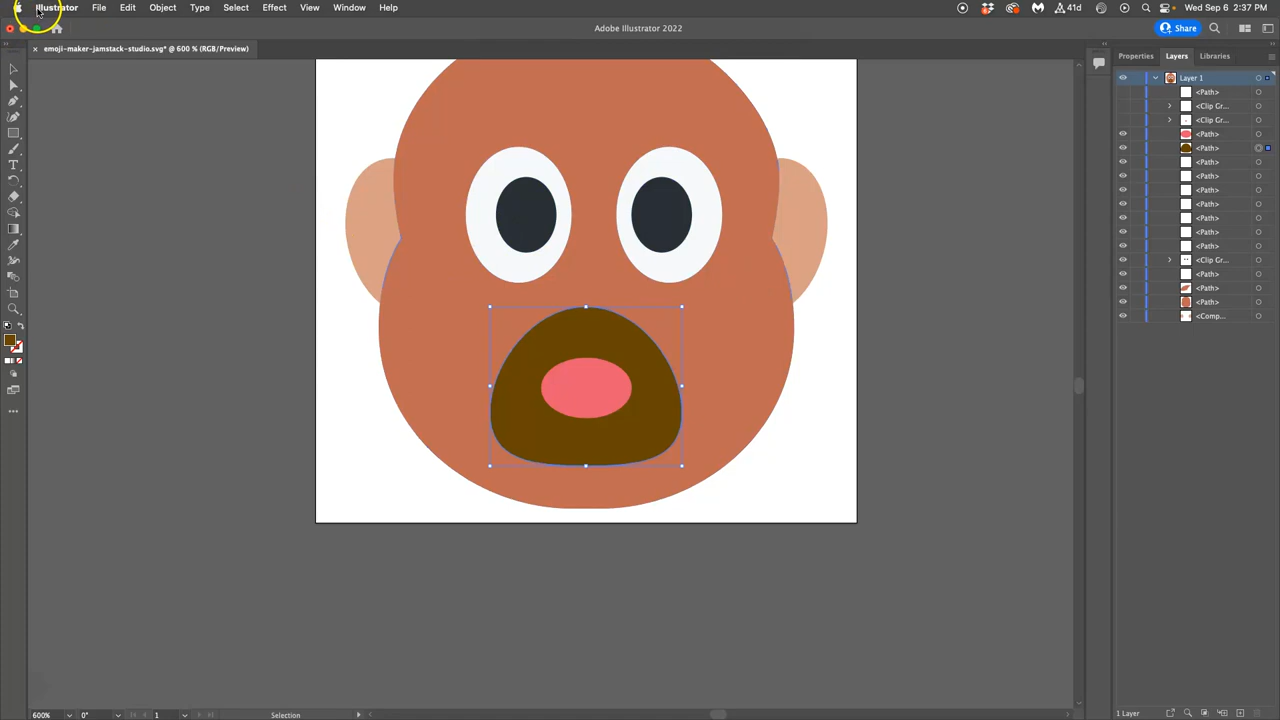 Illustrator File Edit Object Type Select Effect View Window Help 41d Wed Sep 6 2:37 PM
Adobe Illustrator 2022 Share
× emoji-maker-jamstack-studio.svg* @ 600 % (RGB/Preview)
Properties Layers Libraries
Layer 1
<Path>
<Clip Gr...
<Clip Gr...
<Path>
<Path>
<Path>
<Path>
<Path>
<Path>
<Path>
<Path>
<Path>
<Clip Gr...
<Path>
<Path>
<Path>
<Comp...
600% 0° 1 Selection 1 Layer